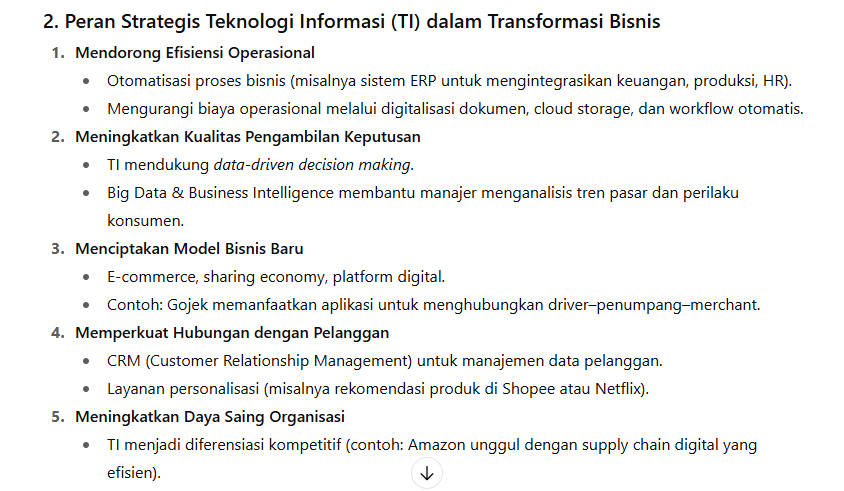 2. Peran Strategis Teknologi Informasi (TI) dalam Transformasi Bisnis
1. Mendorong Efisiensi Operasional
• Otomatisasi proses bisnis (misalnya sistem ERP untuk mengintegrasikan keuangan, produksi, HR).
• Mengurangi biaya operasional melalui digitalisasi dokumen, cloud storage, dan workflow otomatis.
2. Meningkatkan Kualitas Pengambilan Keputusan
• TI mendukung data-driven decision making.
• Big Data & Business Intelligence membantu manajer menganalisis tren pasar dan perilaku
konsumen.
3. Menciptakan Model Bisnis Baru
• E-commerce, sharing economy, platform digital.
• Contoh: Gojek memanfaatkan aplikasi untuk menghubungkan driver–penumpang–merchant.
4. Memperkuat Hubungan dengan Pelanggan
• CRM (Customer Relationship Management) untuk manajemen data pelanggan.
• Layanan personalisasi (misalnya rekomendasi produk di Shopee atau Netflix).
5. Meningkatkan Daya Saing Organisasi
• TI menjadi diferensiasi kompetitif (contoh: Amazon unggul dengan supply chain digital yang
efisien).